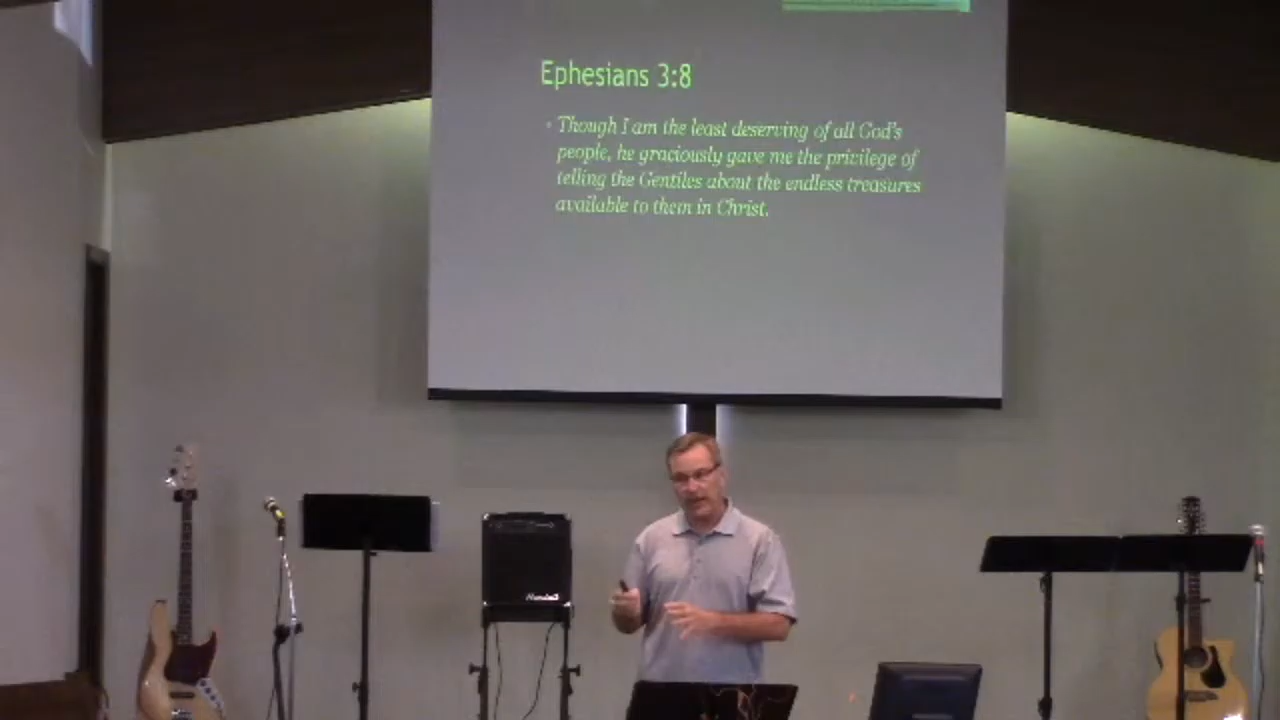 Ephesians 3:8
• Though I am the least deserving of all God's
people, he graciously gave me the privilege of
telling the Gentiles about the endless treasures
available to them in Christ.
Marshall